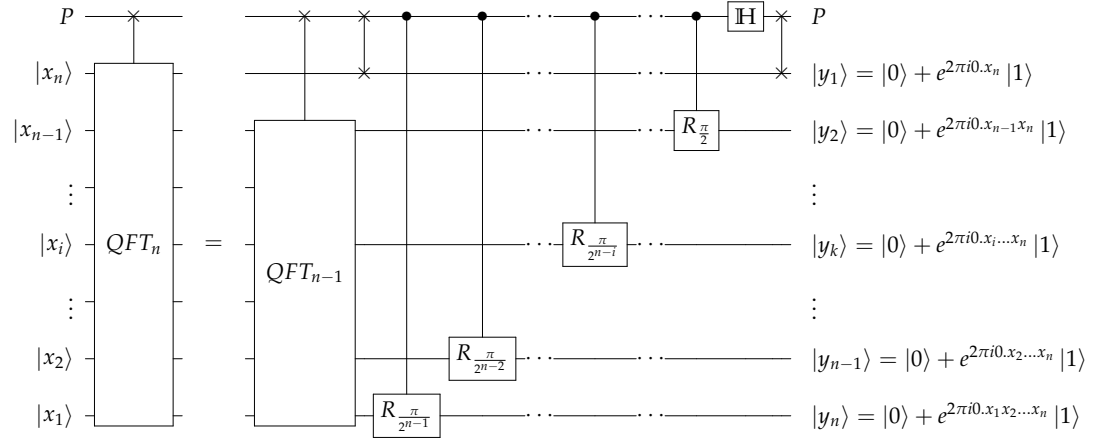 P ℍ P
|x_n⟩ |y_1⟩ = |0⟩ + e^{2πi0.x_n} |1⟩
|x_{n−1}⟩ R_{π/2} |y_2⟩ = |0⟩ + e^{2πi0.x_{n−1}x_n} |1⟩
⋮ ⋮
|x_i⟩ QFT_n = R_{π/2^{n−i}} |y_k⟩ = |0⟩ + e^{2πi0.x_i...x_n} |1⟩
QFT_{n−1}
⋮ ⋮
|x_2⟩ R_{π/2^{n−2}} |y_{n−1}⟩ = |0⟩ + e^{2πi0.x_2...x_n} |1⟩
|x_1⟩ R_{π/2^{n−1}} |y_n⟩ = |0⟩ + e^{2πi0.x_1x_2...x_n} |1⟩